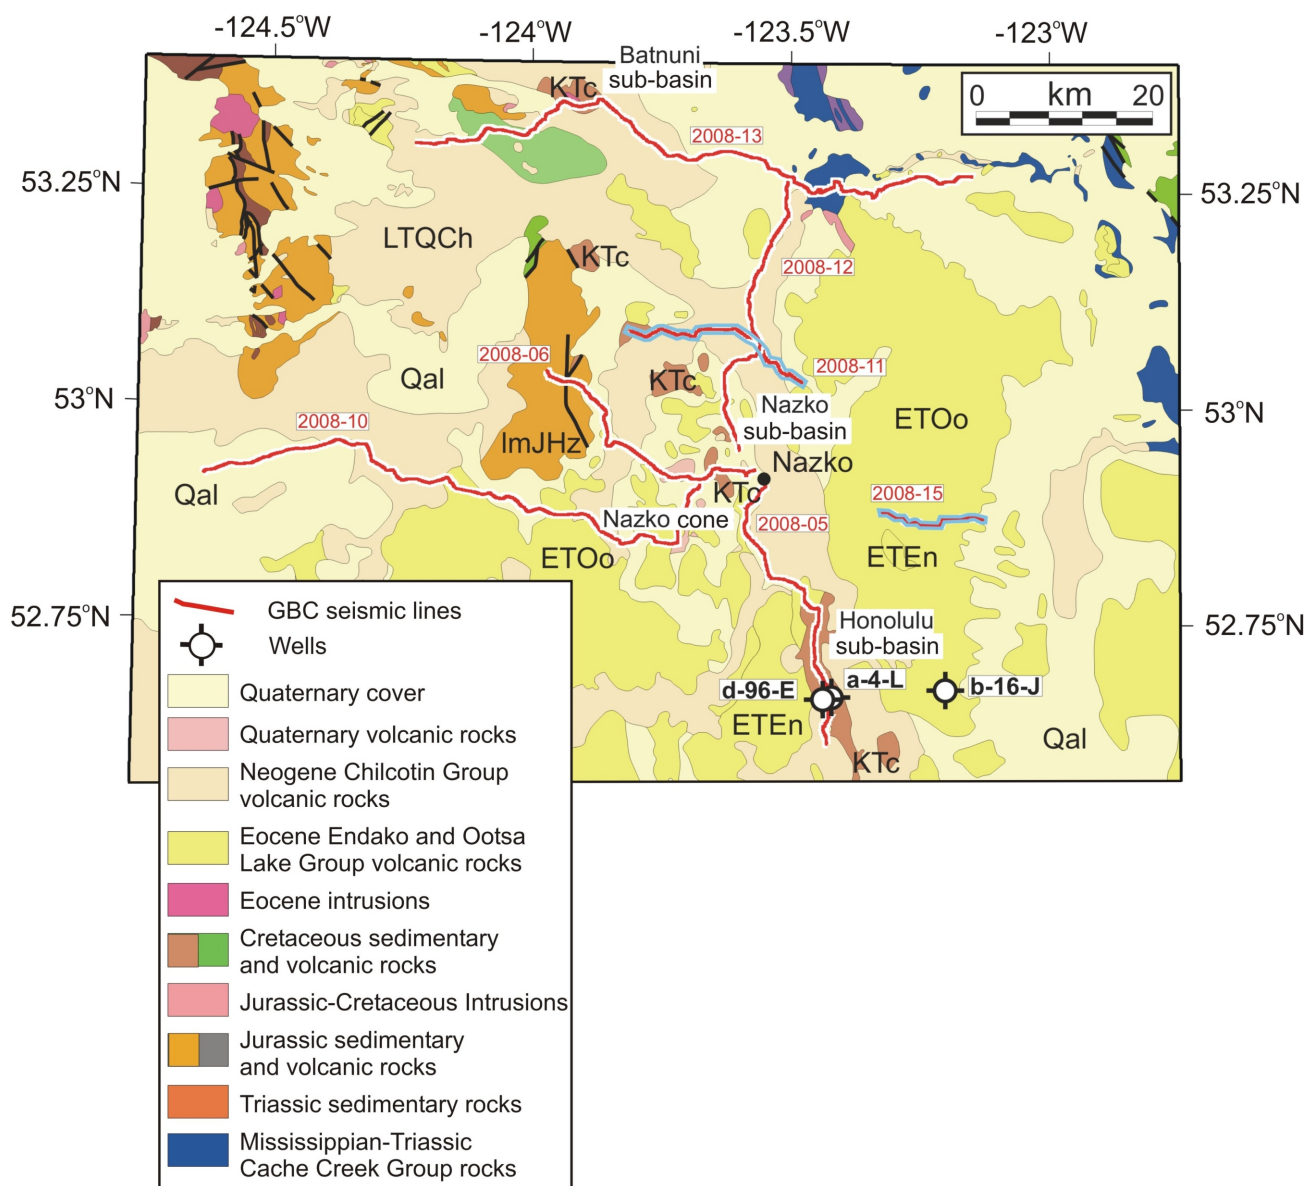 -124.5°W
-124°W
-123.5°W
-123°W
Batnuni
sub-basin
KTc
0 km 20
2008-13
53.25°N
53.25°N
LTQCh
KTc
2008-12
2008-06
2008-11
Qal
KTc
53°N
53°N
Nazko
sub-basin
ETOo
2008-10
lmJHz
Nazko
Qal
KTc
2008-15
Nazko cone
2008-05
ETOo
ETEn
52.75°N
52.75°N
Honolulu
sub-basin
d-96-E
a-4-L
b-16-J
ETEn
Qal
KTc
GBC seismic lines
Wells
Quaternary cover
Quaternary volcanic rocks
Neogene Chilcotin Group
volcanic rocks
Eocene Endako and Ootsa
Lake Group volcanic rocks
Eocene intrusions
Cretaceous sedimentary
and volcanic rocks
Jurassic-Cretaceous Intrusions
Jurassic sedimentary
and volcanic rocks
Triassic sedimentary rocks
Mississippian-Triassic
Cache Creek Group rocks